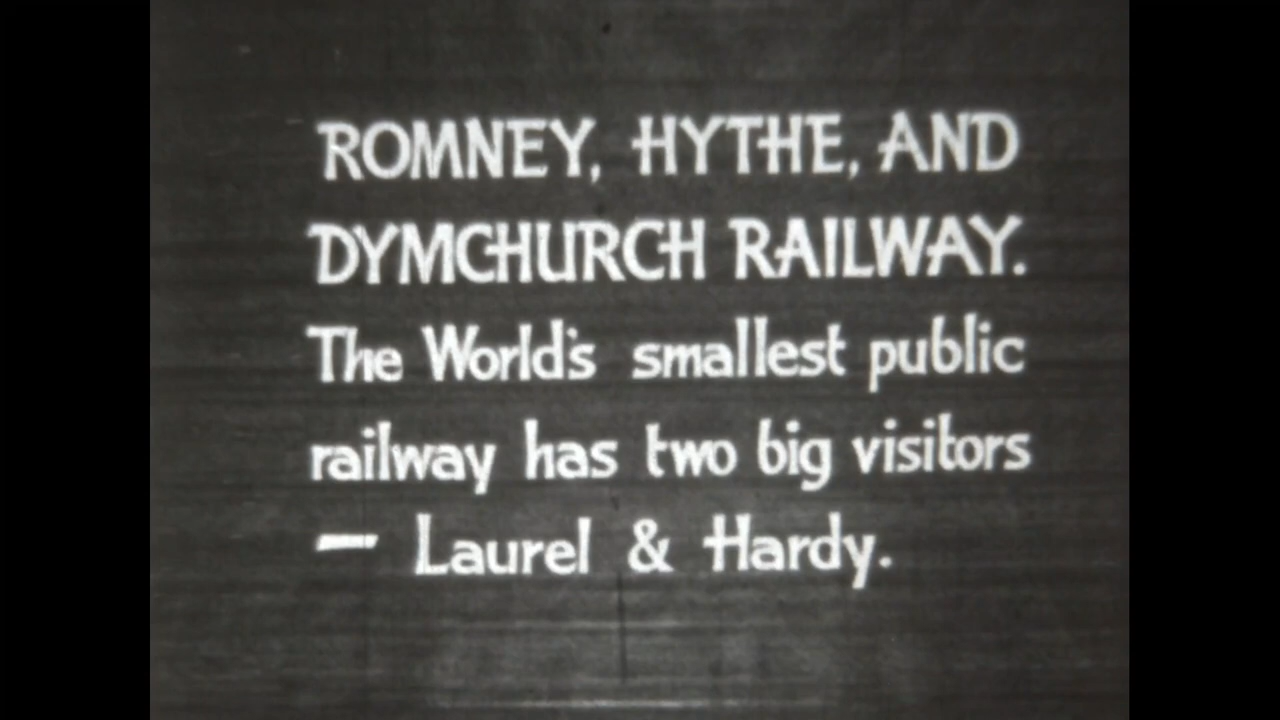 ROMNEY, HYTHE, AND
DYMCHURCH RAILWAY.
The World's smallest public
railway has two big visitors
— Laurel & Hardy.